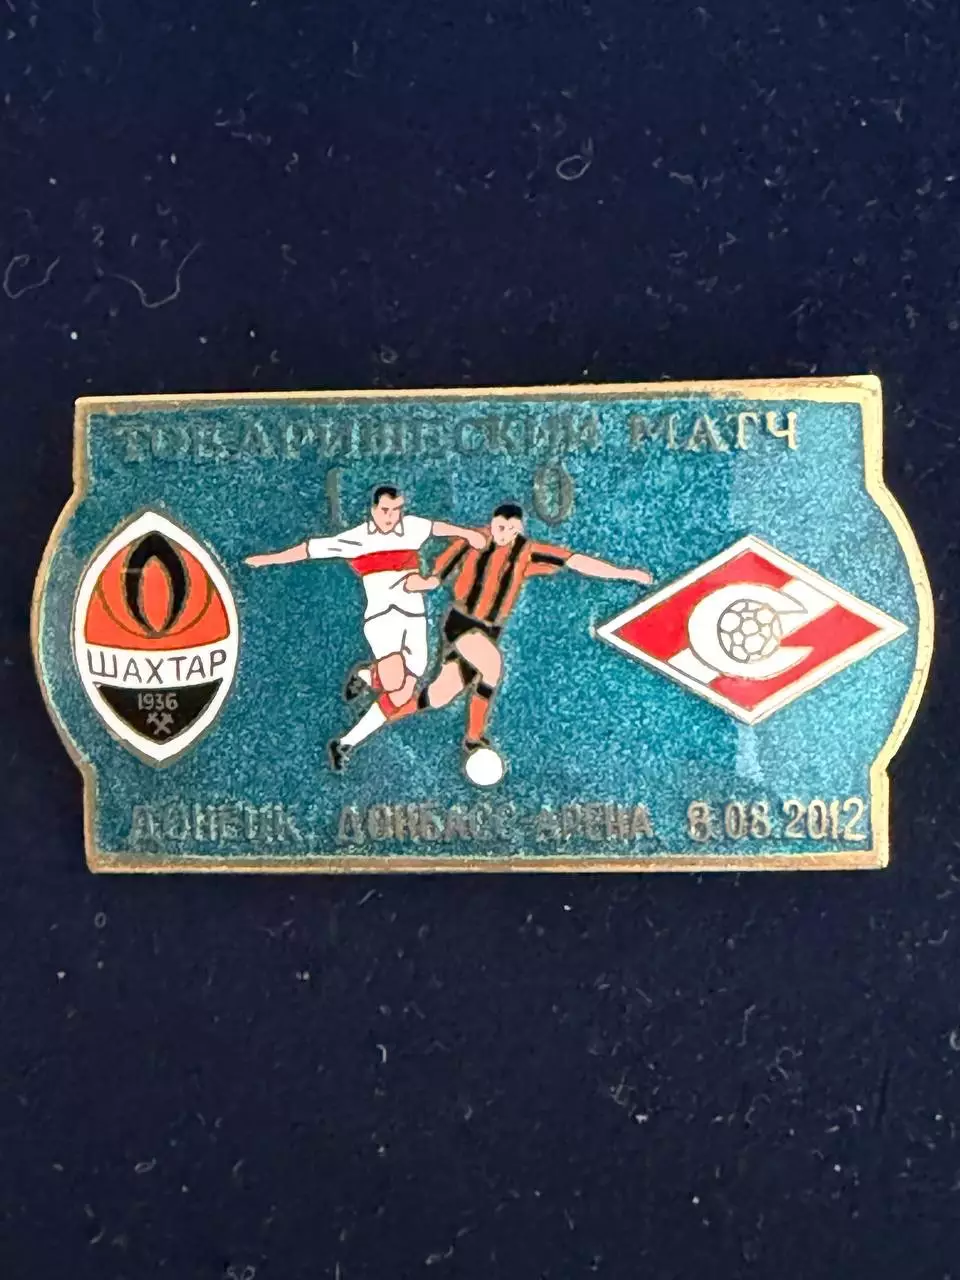 ТОВАРИЩЕСКИЙ МАТЧ
1 0
ШАХТАР
1936
ДОНЕЦК ДОНБАСС-АРЕНА 8.08.2012